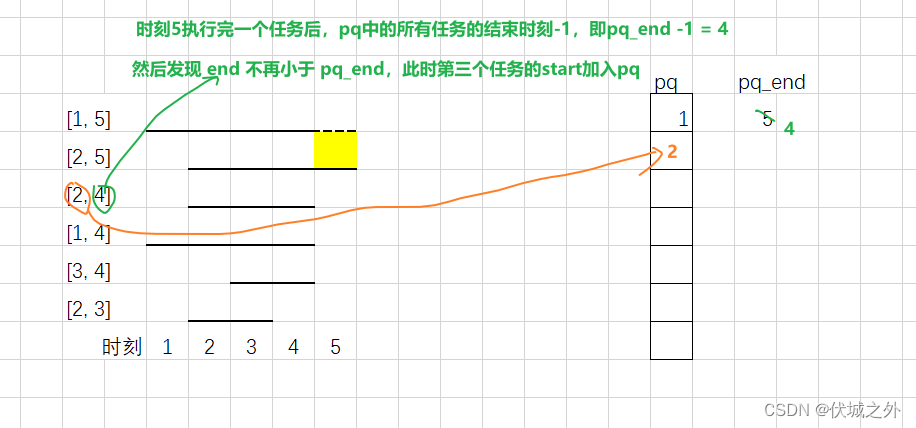 时刻5执行完一个任务后，pq中的所有任务的结束时刻-1，即pq_end -1 = 4
然后发现 end 不再小于 pq_end，此时第三个任务的start加入pq
pq pq_end
[1, 5] 1 5 4
[2, 5] 2
[2, 4]
[1, 4]
[3, 4]
[2, 3]
时刻 1 2 3 4 5
CSDN @伏城之外